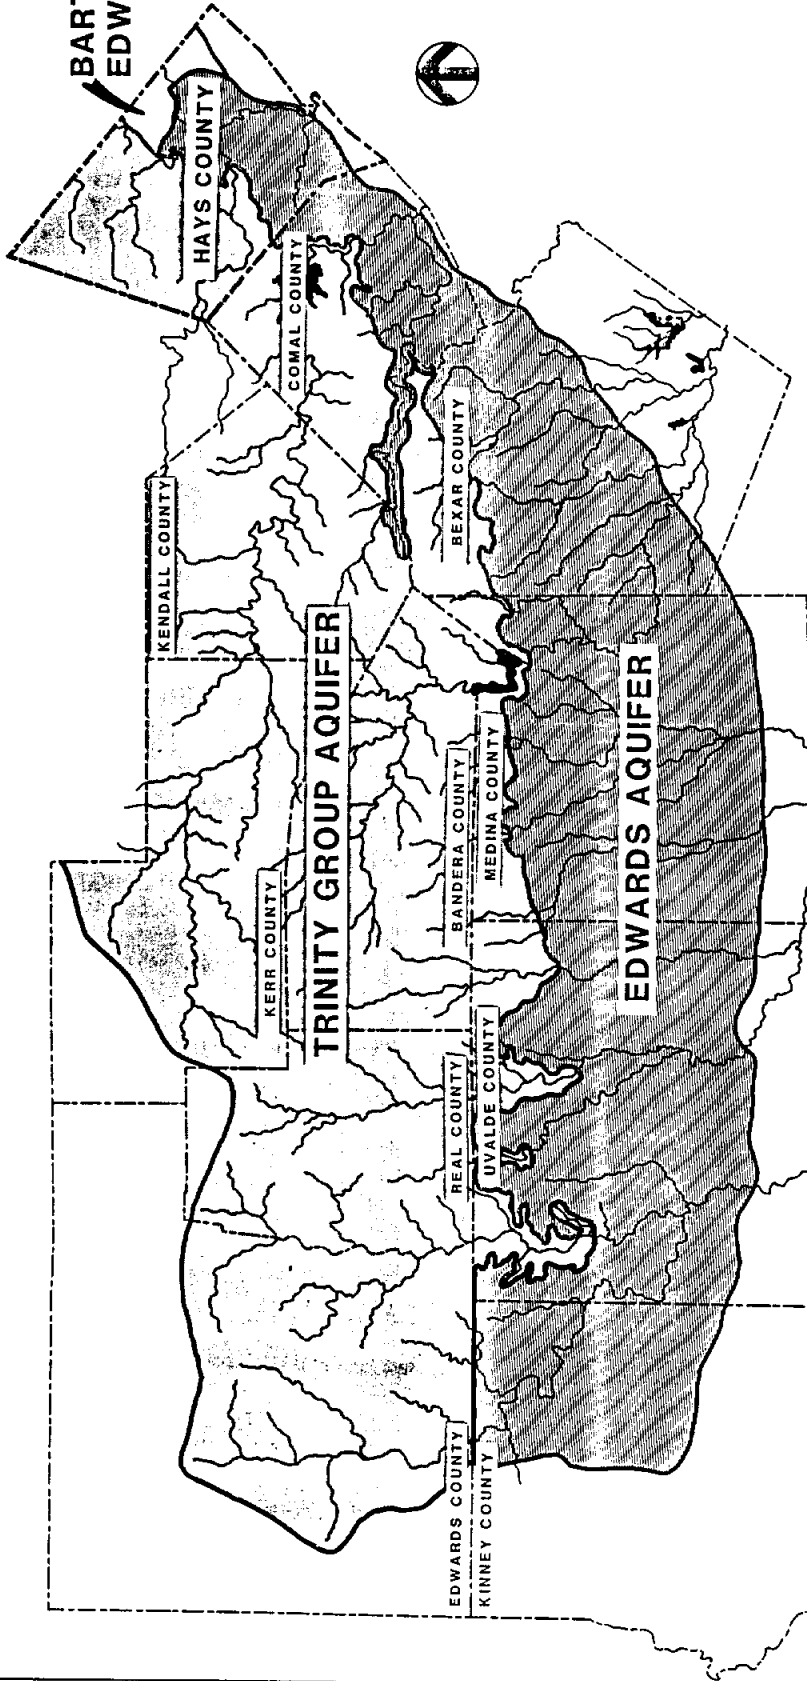 BART
EDW
HAYS COUNTY
COMAL COUNTY
KENDALL COUNTY
BEXAR COUNTY
TRINITY GROUP AQUIFER
KERR COUNTY
BANDERA COUNTY
MEDINA COUNTY
EDWARDS AQUIFER
REAL COUNTY
UVALDE COUNTY
EDWARDS COUNTY
KINNEY COUNTY